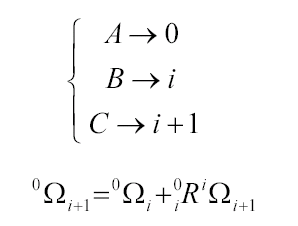 A → 0
B → i
C → i + 1
⁰Ω_{i+1} = ⁰Ω_i + ⁰_iR ⁱΩ_{i+1}